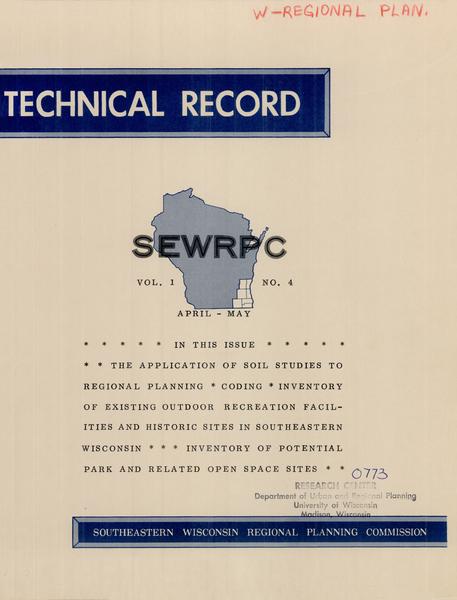 W-REGIONAL PLAN.
TECHNICAL RECORD
SEWRPC
VOL. 1 NO. 4
APRIL - MAY
* * * * * IN THIS ISSUE * * * * *
* * THE APPLICATION OF SOIL STUDIES TO
REGIONAL PLANNING * CODING * INVENTORY
OF EXISTING OUTDOOR RECREATION FACIL-
ITIES AND HISTORIC SITES IN SOUTHEASTERN
WISCONSIN * * * INVENTORY OF POTENTIAL
PARK AND RELATED OPEN SPACE SITES * *
0773
RESEARCH CENTER
Department of Urban and Regional Planning
University of Wisconsin
Madison, Wisconsin
SOUTHEASTERN WISCONSIN REGIONAL PLANNING COMMISSION